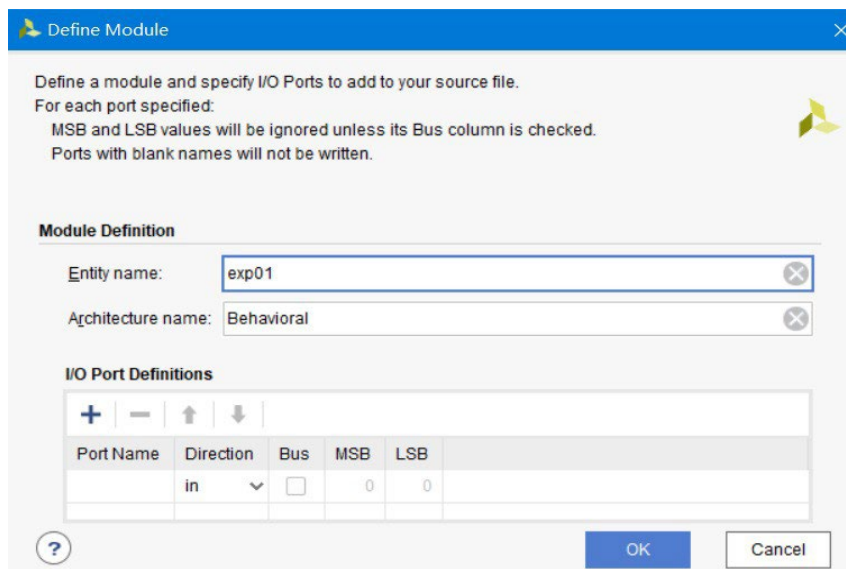 Define Module
Define a module and specify I/O Ports to add to your source file.
For each port specified:
MSB and LSB values will be ignored unless its Bus column is checked.
Ports with blank names will not be written.
Module Definition
Entity name: exp01
Architecture name: Behavioral
I/O Port Definitions
Port Name Direction Bus MSB LSB
in 0 0
? OK Cancel